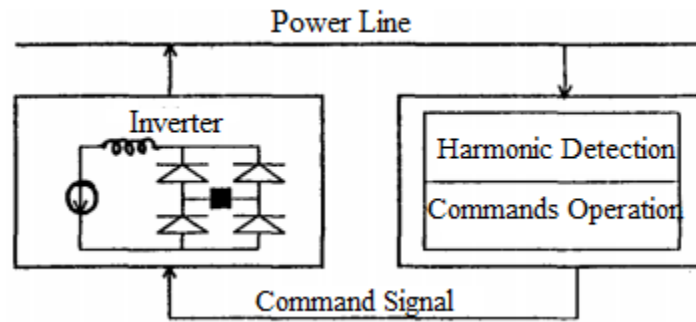 Power Line
Inverter
Harmonic Detection
Commands Operation
Command Signal